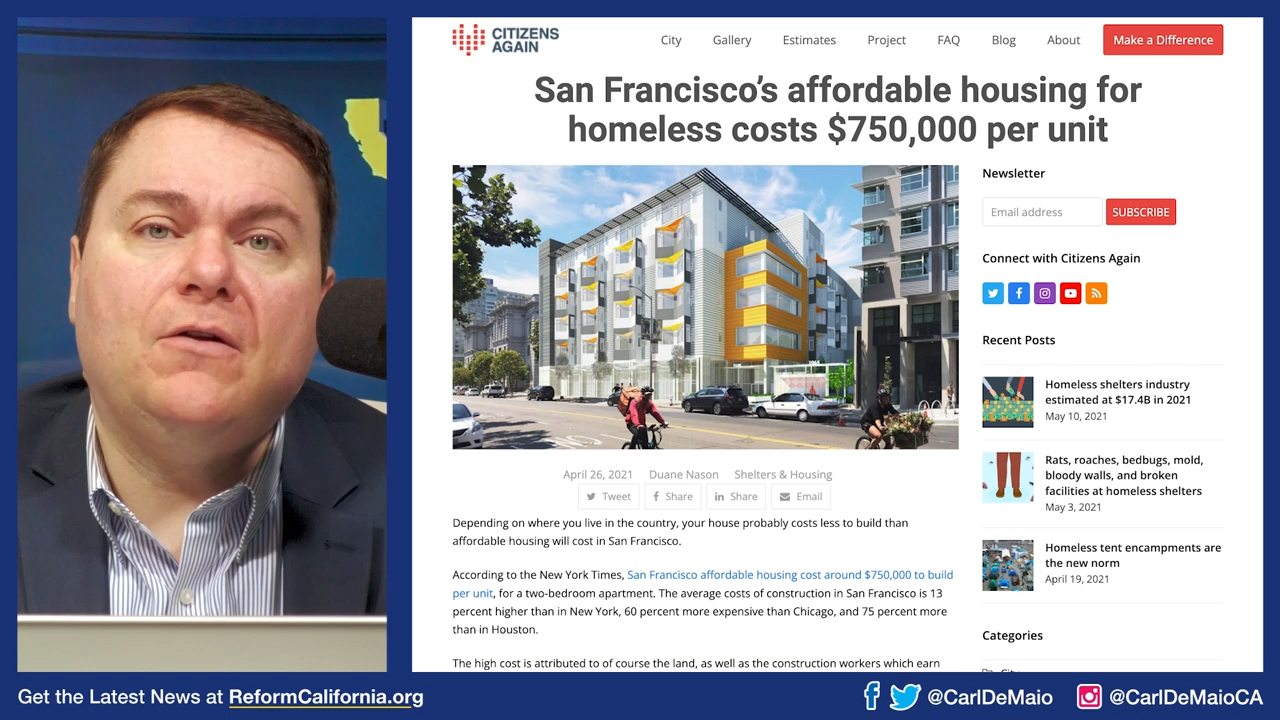 CITIZENS
AGAIN
City
Gallery
Estimates
Project
FAQ
Blog
About
Make a Difference
San Francisco’s affordable housing for
homeless costs $750,000 per unit
April 26, 2021
Duane Nason
Shelters & Housing
Tweet
Share
Share
Email
Depending on where you live in the country, your house probably costs less to build than
affordable housing will cost in San Francisco.
According to the New York Times, San Francisco affordable housing cost around $750,000 to build
per unit, for a two-bedroom apartment. The average costs of construction in San Francisco is 13
percent higher than in New York, 60 percent more expensive than Chicago, and 75 percent more
than in Houston.
The high cost is attributed to of course the land, as well as the construction workers which earn
Newsletter
Email address
SUBSCRIBE
Connect with Citizens Again
Recent Posts
Homeless shelters industry
estimated at $17.4B in 2021
May 10, 2021
Rats, roaches, bedbugs, mold,
bloody walls, and broken
facilities at homeless shelters
May 3, 2021
Homeless tent encampments are
the new norm
April 19, 2021
Categories
Get the Latest News at ReformCalifornia.org
@CarlDeMaio
@CarlDeMaioCA